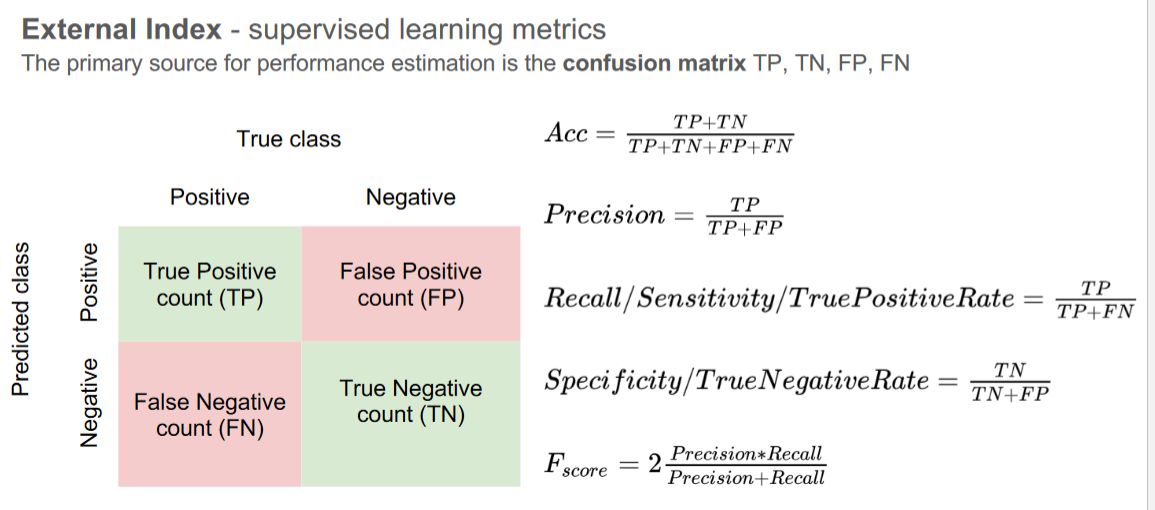 External Index - supervised learning metrics
The primary source for performance estimation is the confusion matrix TP, TN, FP, FN
True class
Positive
Negative
Predicted class
Positive
Negative
True Positive
count (TP)
False Positive
count (FP)
False Negative
count (FN)
True Negative
count (TN)
Acc = \frac{TP+TN}{TP+TN+FP+FN}
Precision = \frac{TP}{TP+FP}
Recall/Sensitivity/TruePositiveRate = \frac{TP}{TP+FN}
Specificity/TrueNegativeRate = \frac{TN}{TN+FP}
F_{score} = 2\frac{Precision*Recall}{Precision+Recall}